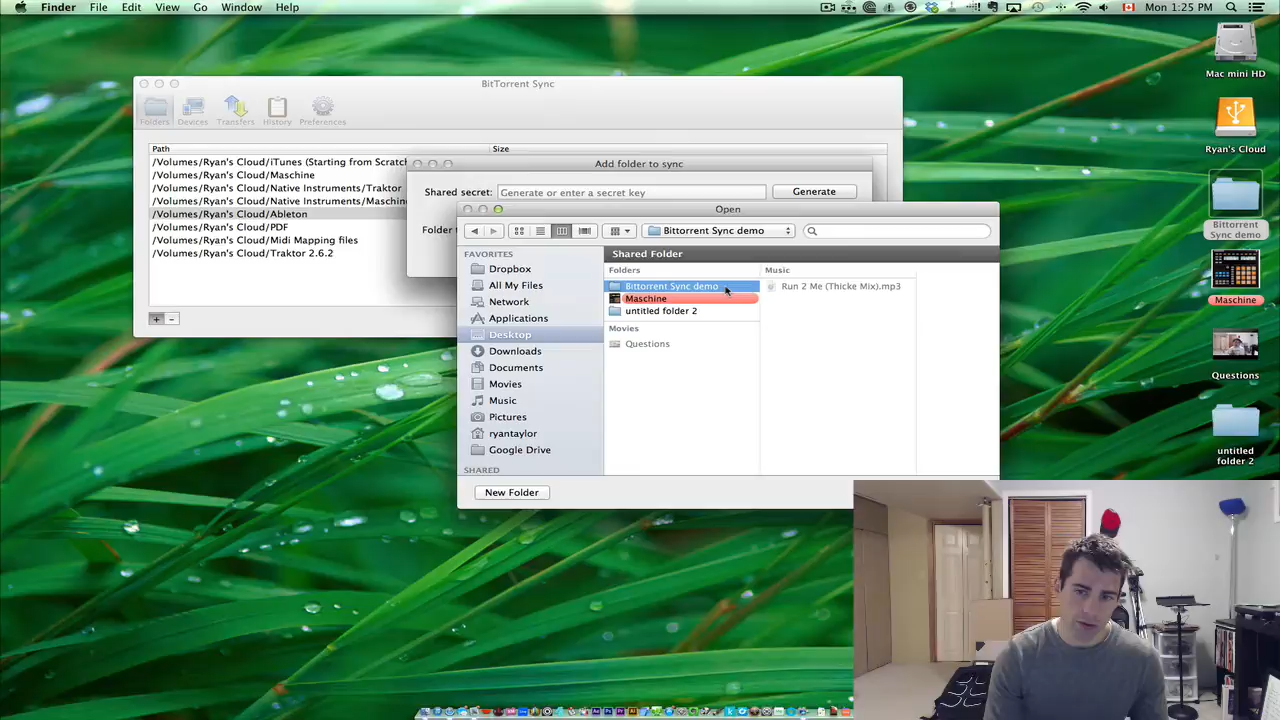 Finder File Edit View Go Window Help
Mon 1:25 PM
Mac mini HD
Ryan's Cloud
Bittorrent
Sync demo
Maschine
Questions
untitled
folder 2
BitTorrent Sync
Folders Devices Transfers History Preferences
Path Size
/Volumes/Ryan's Cloud/iTunes (Starting from Scratch
/Volumes/Ryan's Cloud/Maschine
/Volumes/Ryan's Cloud/Native Instruments/Traktor
/Volumes/Ryan's Cloud/Native Instruments/Maschine
/Volumes/Ryan's Cloud/Ableton
/Volumes/Ryan's Cloud/PDF
/Volumes/Ryan's Cloud/Midi Mapping files
/Volumes/Ryan's Cloud/Traktor 2.6.2
+ -
Add folder to sync
Shared secret: Generate or enter a secret key Generate
Folder
Open
Bittorrent Sync demo
FAVORITES
Dropbox
All My Files
Network
Applications
Desktop
Downloads
Documents
Movies
Music
Pictures
ryantaylor
Google Drive
SHARED
Shared Folder
Folders
Bittorrent Sync demo
Maschine
untitled folder 2
Movies
Questions
Music
Run 2 Me (Thicke Mix).mp3
New Folder